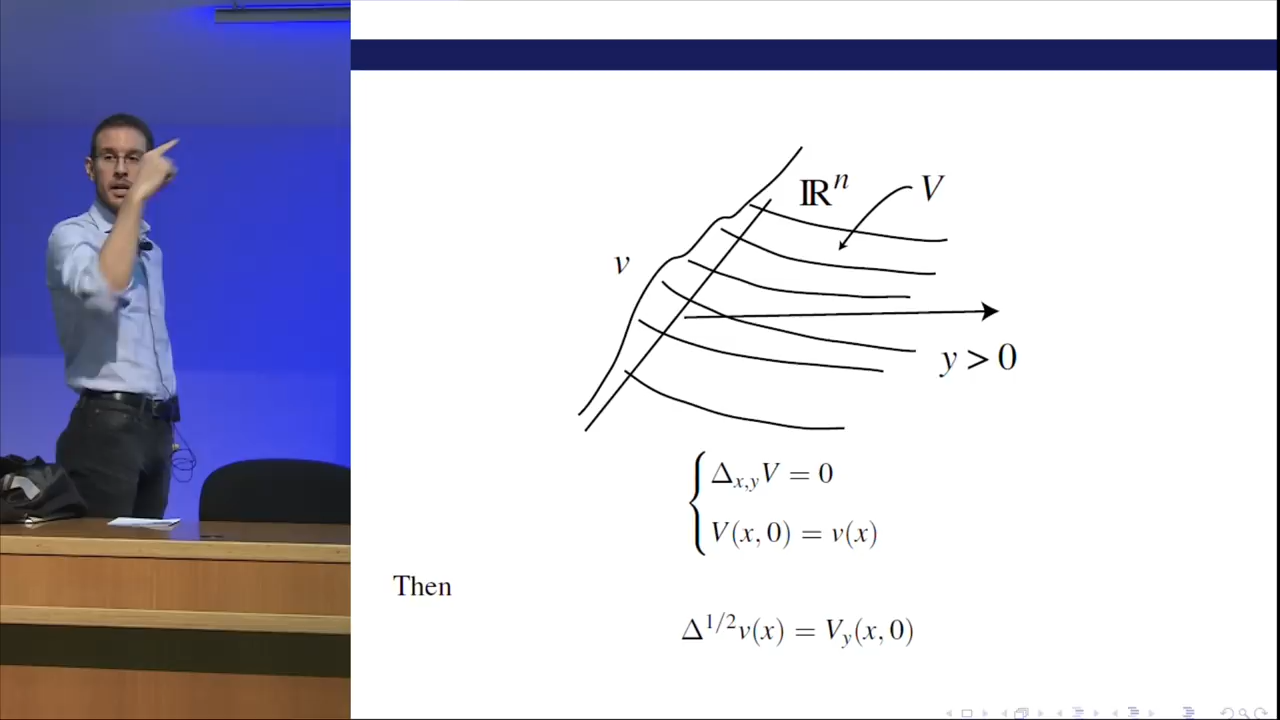 ℝⁿ
V
v
y > 0
{ Δ_{x,y}V = 0
V(x, 0) = v(x)
Then
Δ^{1/2}v(x) = V_y(x, 0)